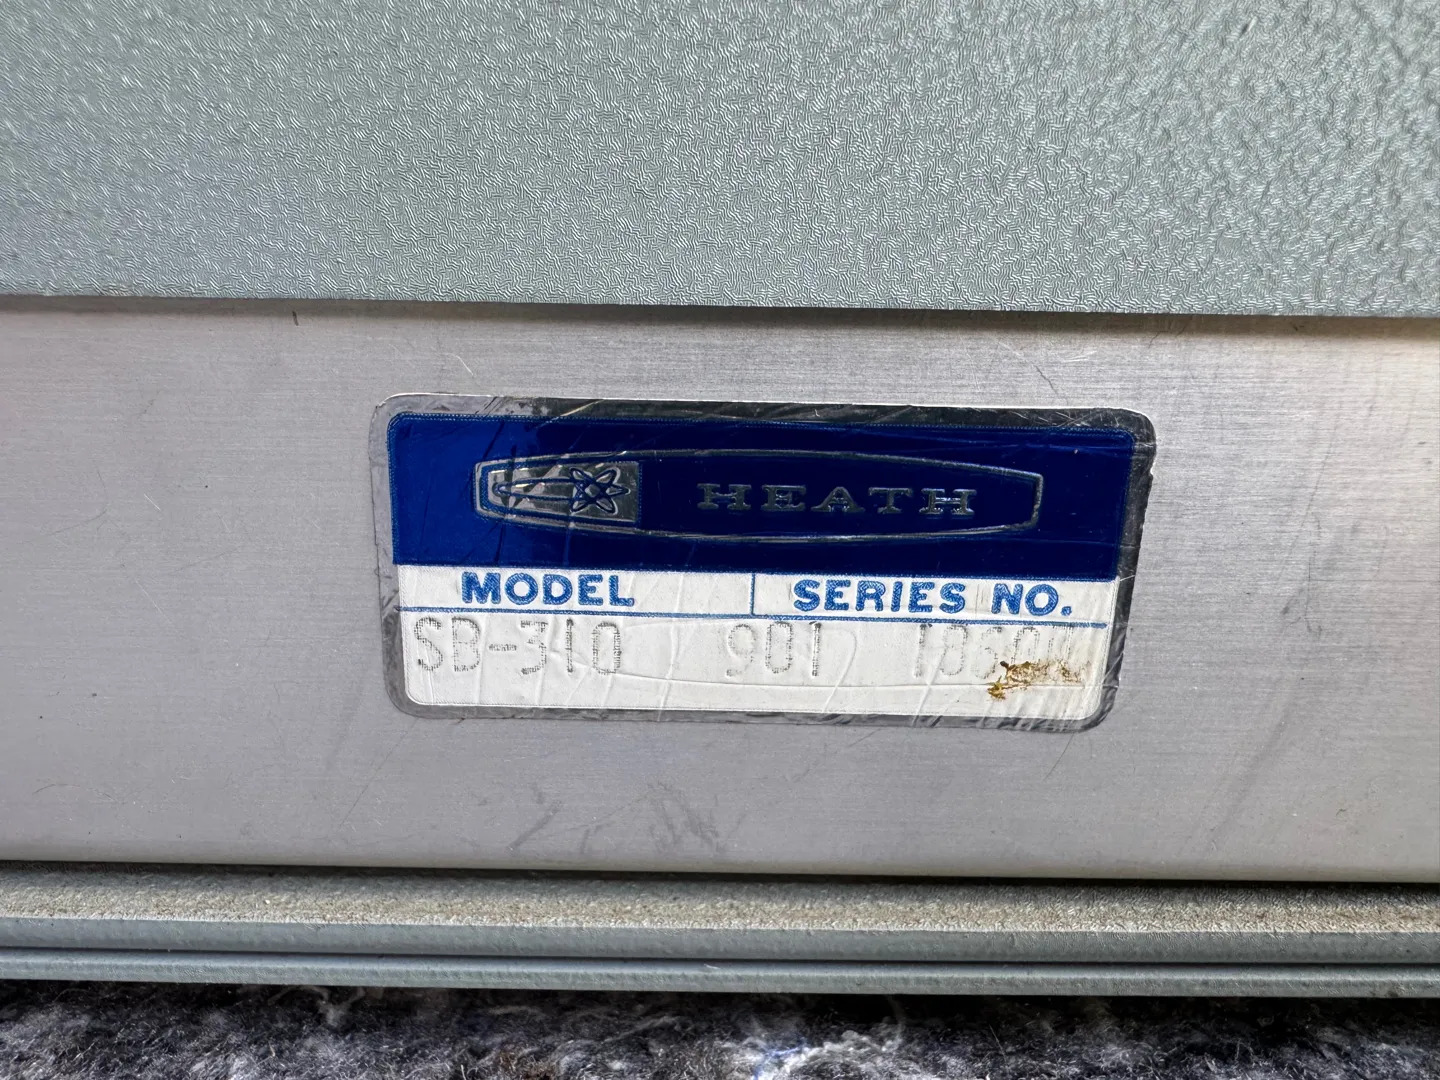 HEATH
MODEL SERIES NO.
SB-310 901